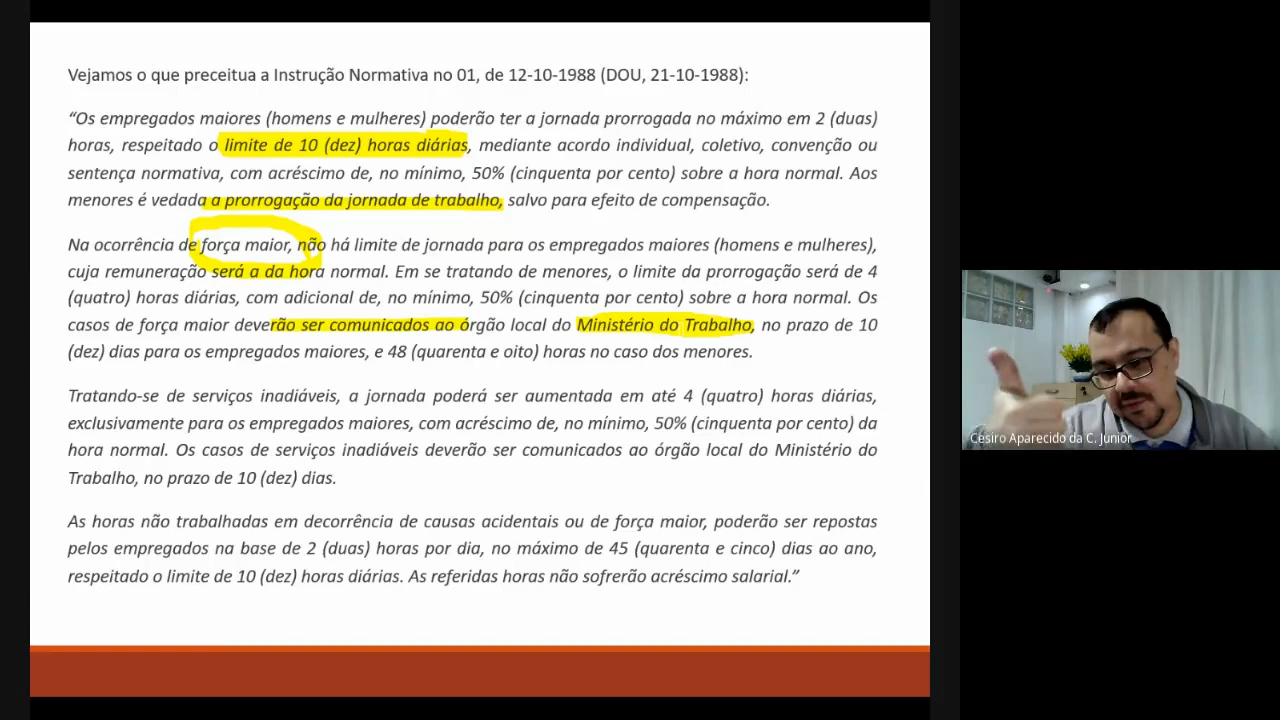 Vejamos o que preceitua a Instrução Normativa no 01, de 12-10-1988 (DOU, 21-10-1988):
“Os empregados maiores (homens e mulheres) poderão ter a jornada prorrogada no máximo em 2 (duas)
horas, respeitado o limite de 10 (dez) horas diárias, mediante acordo individual, coletivo, convenção ou
sentença normativa, com acréscimo de, no mínimo, 50% (cinquenta por cento) sobre a hora normal. Aos
menores é vedada a prorrogação da jornada de trabalho, salvo para efeito de compensação.
Na ocorrência de força maior, não há limite de jornada para os empregados maiores (homens e mulheres),
cuja remuneração será a da hora normal. Em se tratando de menores, o limite da prorrogação será de 4
(quatro) horas diárias, com adicional de, no mínimo, 50% (cinquenta por cento) sobre a hora normal. Os
casos de força maior deverão ser comunicados ao órgão local do Ministério do Trabalho, no prazo de 10
(dez) dias para os empregados maiores, e 48 (quarenta e oito) horas no caso dos menores.
Tratando-se de serviços inadiáveis, a jornada poderá ser aumentada em até 4 (quatro) horas diárias,
exclusivamente para os empregados maiores, com acréscimo de, no mínimo, 50% (cinquenta por cento) da
hora normal. Os casos de serviços inadiáveis deverão ser comunicados ao órgão local do Ministério do
Trabalho, no prazo de 10 (dez) dias.
As horas não trabalhadas em decorrência de causas acidentais ou de força maior, poderão ser repostas
pelos empregados na base de 2 (duas) horas por dia, no máximo de 45 (quarenta e cinco) dias ao ano,
respeitado o limite de 10 (dez) horas diárias. As referidas horas não sofrerão acréscimo salarial.”
Cesiro Aparecido da C. Junior